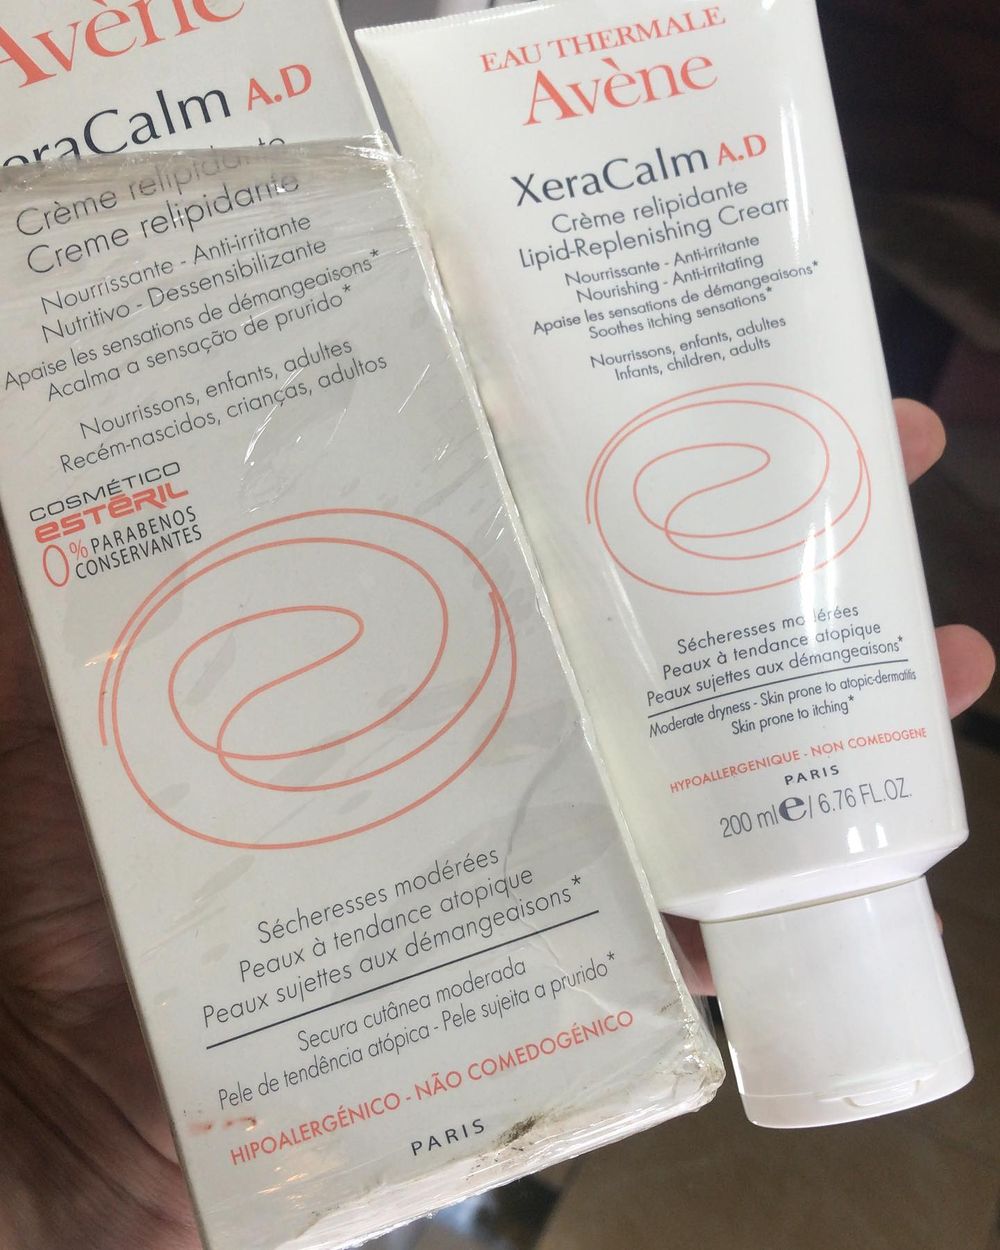 Avène
XeraCalm A.D
Crème relipidante
Creme relipidante
Nourrissante - Anti-irritante
Nutritivo - Dessensibilizante
Apaise les sensations de démangeaisons*
Acalma a sensação de prurido*
Nourrissons, enfants, adultes
Recém-nascidos, crianças, adultos
COSMÉTICO
estéril
0% PARABENOS
CONSERVANTES
Sécheresses modérées
Peaux à tendance atopique
Peaux sujettes aux démangeaisons*
Secura cutânea moderada
Pele de tendência atópica - Pele sujeita a prurido*
HIPOALERGÉNICO - NÃO COMEDOGÉNICO
PARIS
EAU THERMALE
Avène
XeraCalm A.D
Crème relipidante
Lipid-Replenishing Cream
Nourrissante - Anti-irritante
Nourishing - Anti-irritating
Apaise les sensations de démangeaisons*
Soothes itching sensations*
Nourrissons, enfants, adultes
Infants, children, adults
Sécheresses modérées
Peaux à tendance atopique
Peaux sujettes aux démangeaisons*
Moderate dryness - Skin prone to atopic-dermatitis
Skin prone to itching*
HYPOALLERGENIQUE - NON COMEDOGENE
PARIS
200 ml e / 6.76 FL.OZ.